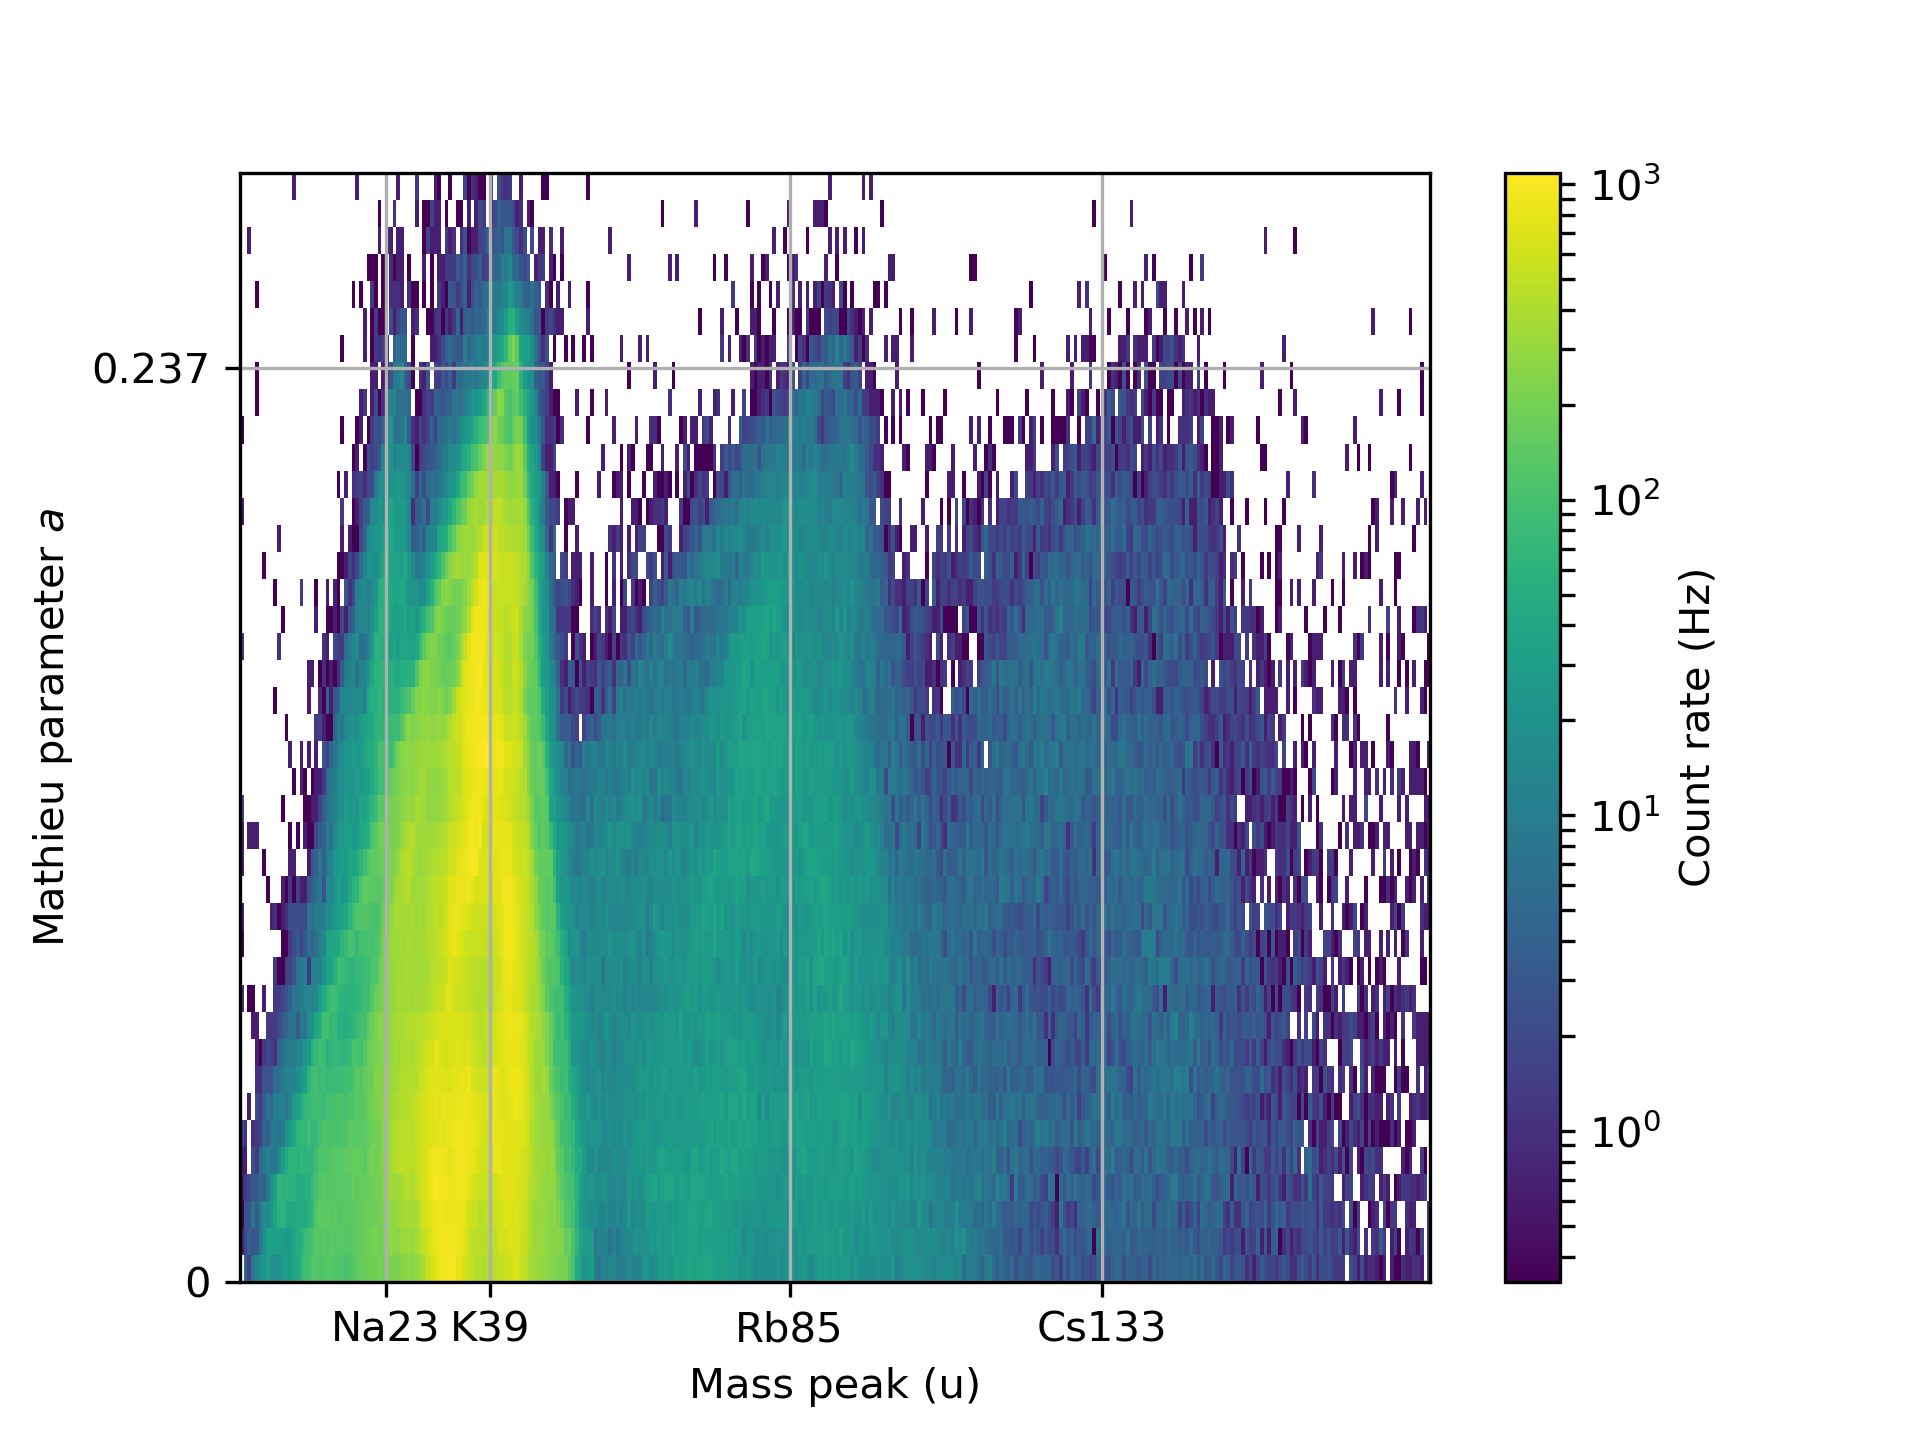 Mathieu parameter a
0.237
0
Na23 K39 Rb85 Cs133
Mass peak (u)
10³
10²
10¹
10⁰
Count rate (Hz)